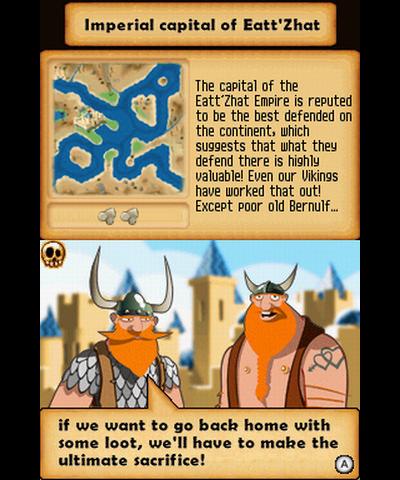 Imperial capital of Eatt'Zhat
The capital of the
Eatt'Zhat Empire is reputed
to be the best defended on
the continent, which
suggests that what they
defend there is highly
valuable! Even our Vikings
have worked that out!
Except poor old Bernulf...
if we want to go back home with
some loot, we'll have to make the
ultimate sacrifice!
A